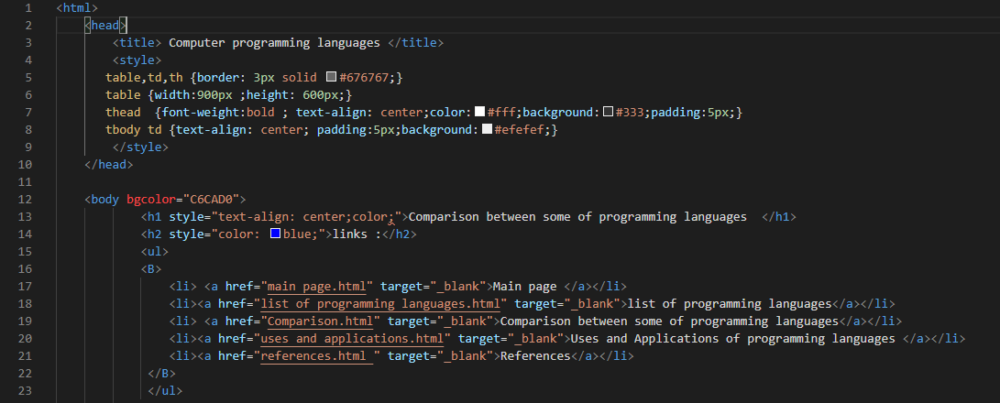 1 <html>
2 <head>
3 <title> Computer programming languages </title>
4 <style>
5 table,td,th {border: 3px solid #676767;}
6 table {width:900px ;height: 600px;}
7 thead  {font-weight:bold ; text-align: center;color:#fff;background:#333;padding:5px;}
8 tbody td {text-align: center; padding:5px;background:#efefef;}
9 </style>
10 </head>
11
12 <body bgcolor="C6CAD0">
13 <h1 style="text-align: center;color;">Comparison between some of programming languages  </h1>
14 <h2 style="color: blue;">links :</h2>
15 <ul>
16 <B>
17 <li> <a href="main page.html" target="_blank">Main page </a></li>
18 <li><a href="list of programming languages.html" target="_blank">list of programming languages</a></li>
19 <li> <a href="Comparison.html" target="_blank">Comparison between some of programming languages</a></li>
20 <li><a href="uses and applications.html" target="_blank">Uses and Applications of programming languages </a></li>
21 <li><a href="references.html " target="_blank">References</a></li>
22 </B>
23 </ul>